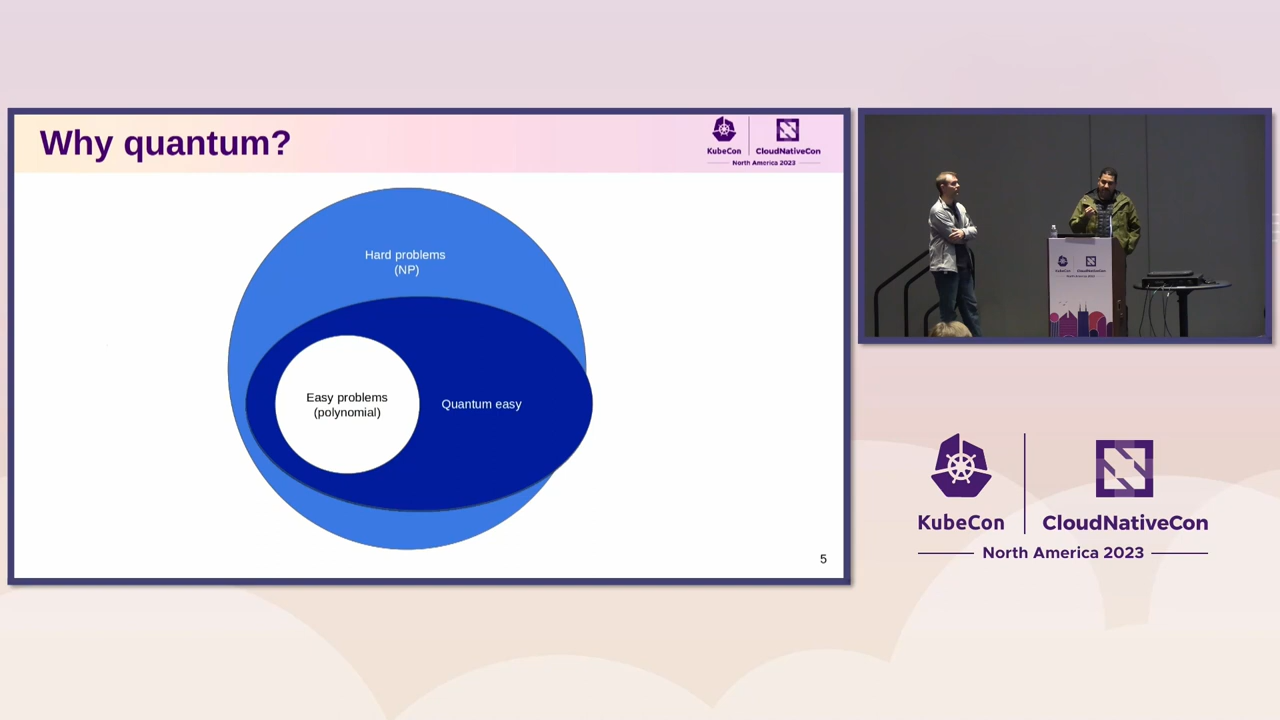 Why quantum?
KubeCon
CloudNativeCon
North America 2023
Hard problems
(NP)
Easy problems
(polynomial)
Quantum easy
5
KubeCon
CloudNativeCon
North America 2023